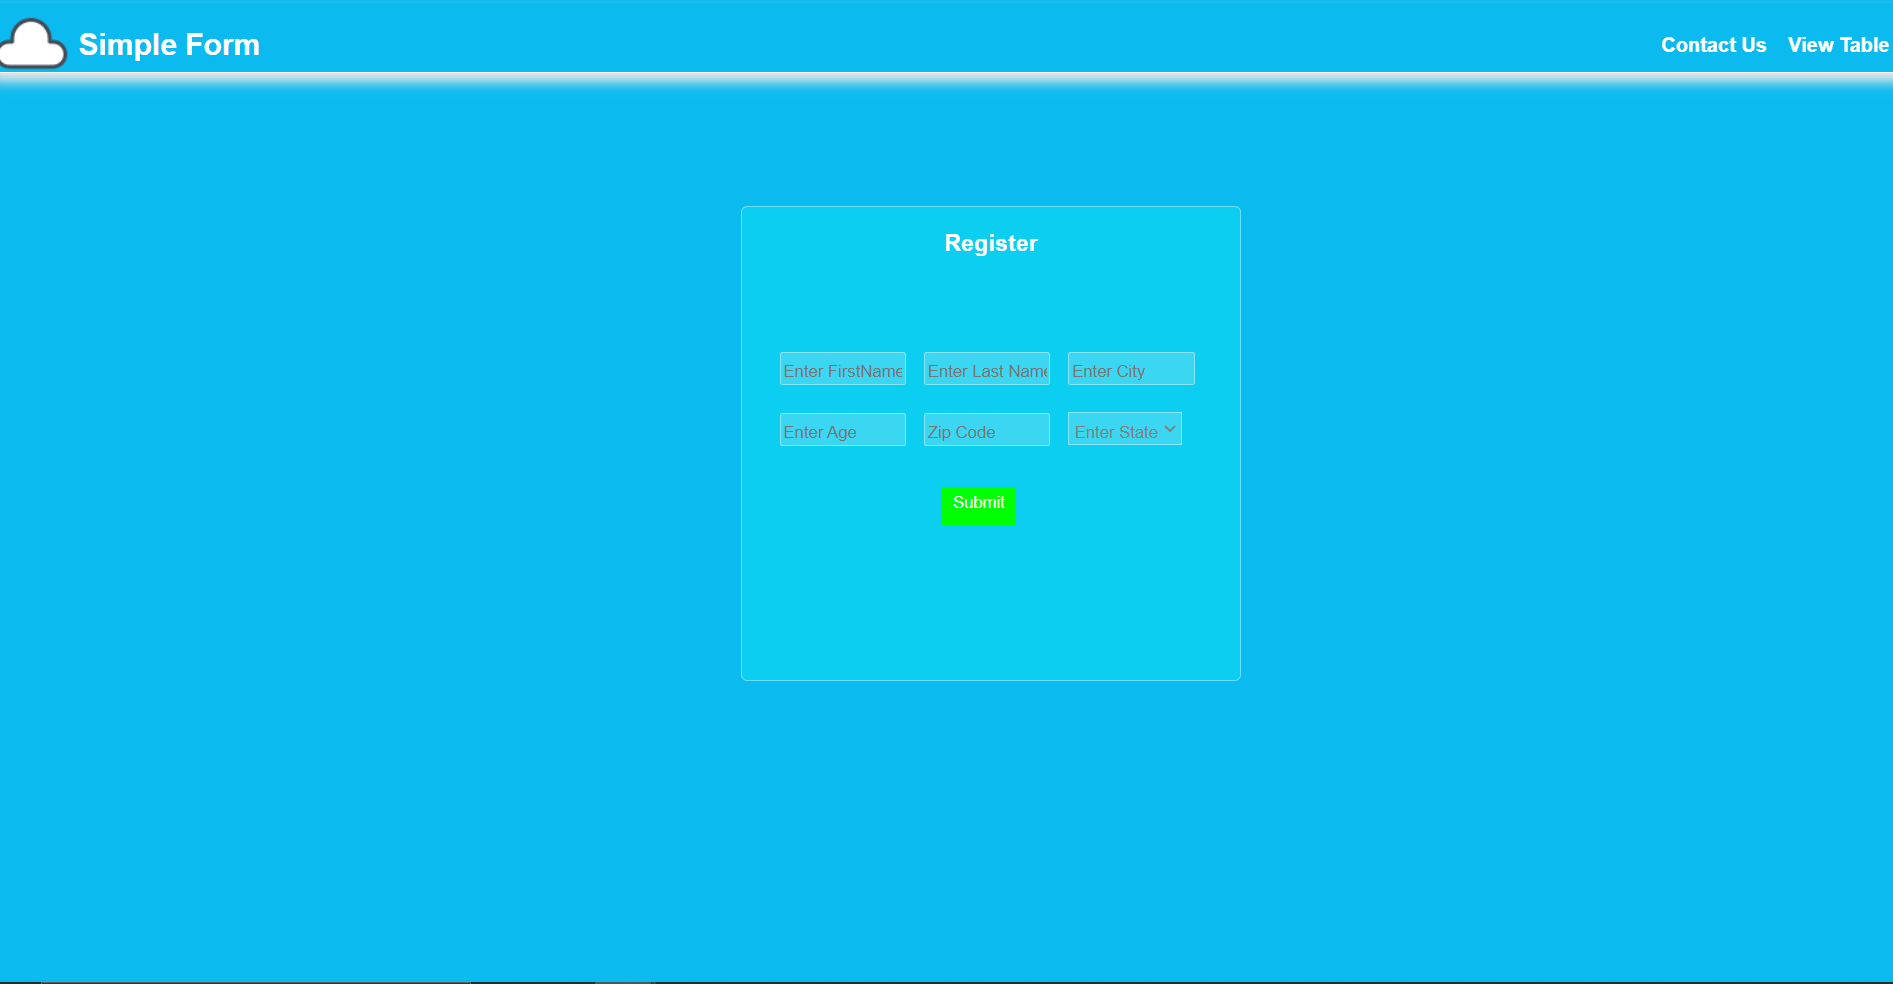 Simple Form
Contact Us View Table
Register
Enter FirstName Enter Last Name Enter City
Enter Age Zip Code Enter State
Submit